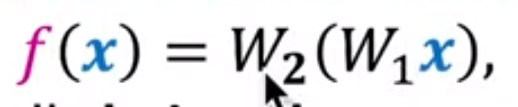 f(x) = W₂(W₁x),